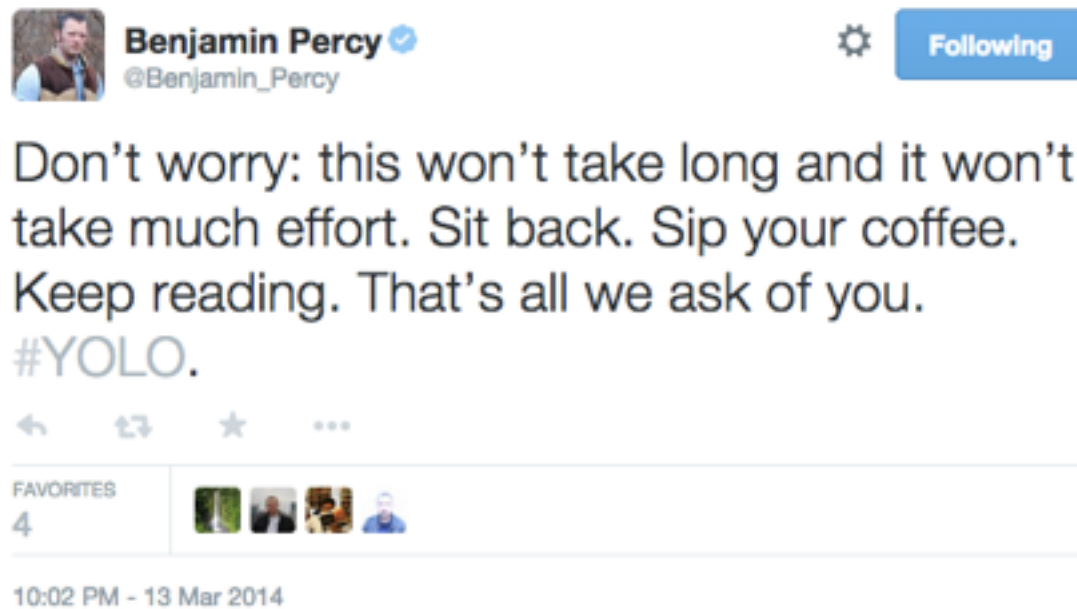 Benjamin Percy
@Benjamin_Percy
Following
Don't worry: this won't take long and it won't
take much effort. Sit back. Sip your coffee.
Keep reading. That's all we ask of you.
#YOLO.
FAVORITES
4
10:02 PM - 13 Mar 2014